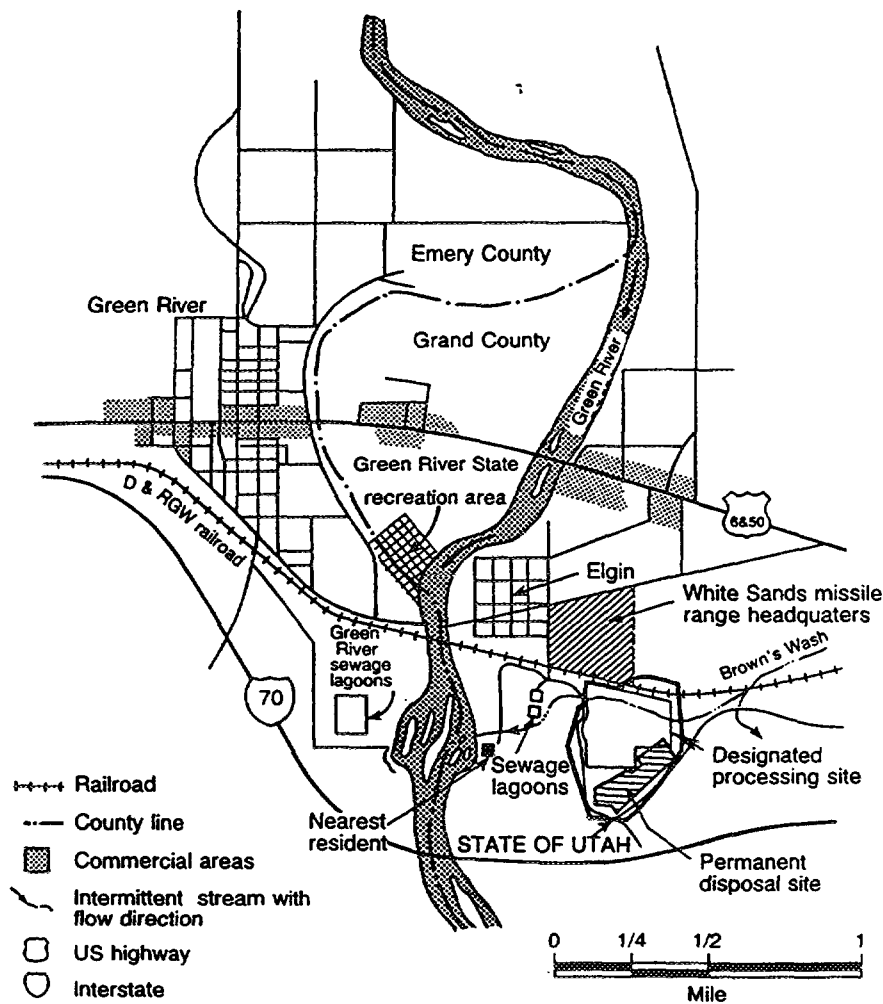 Emery County
Green River
Grand County
Green River
Green River State
recreation area
D & RGW railroad
6&50
Elgin
White Sands missile
range headquaters
Green
River
sewage
lagoons
Brown's Wash
70
Sewage
lagoons
Designated
processing site
Nearest
resident
STATE OF UTAH
Permanent
disposal site
Railroad
County line
Commercial areas
Intermittent stream with
flow direction
US highway
Interstate
0 1/4 1/2 1
Mile